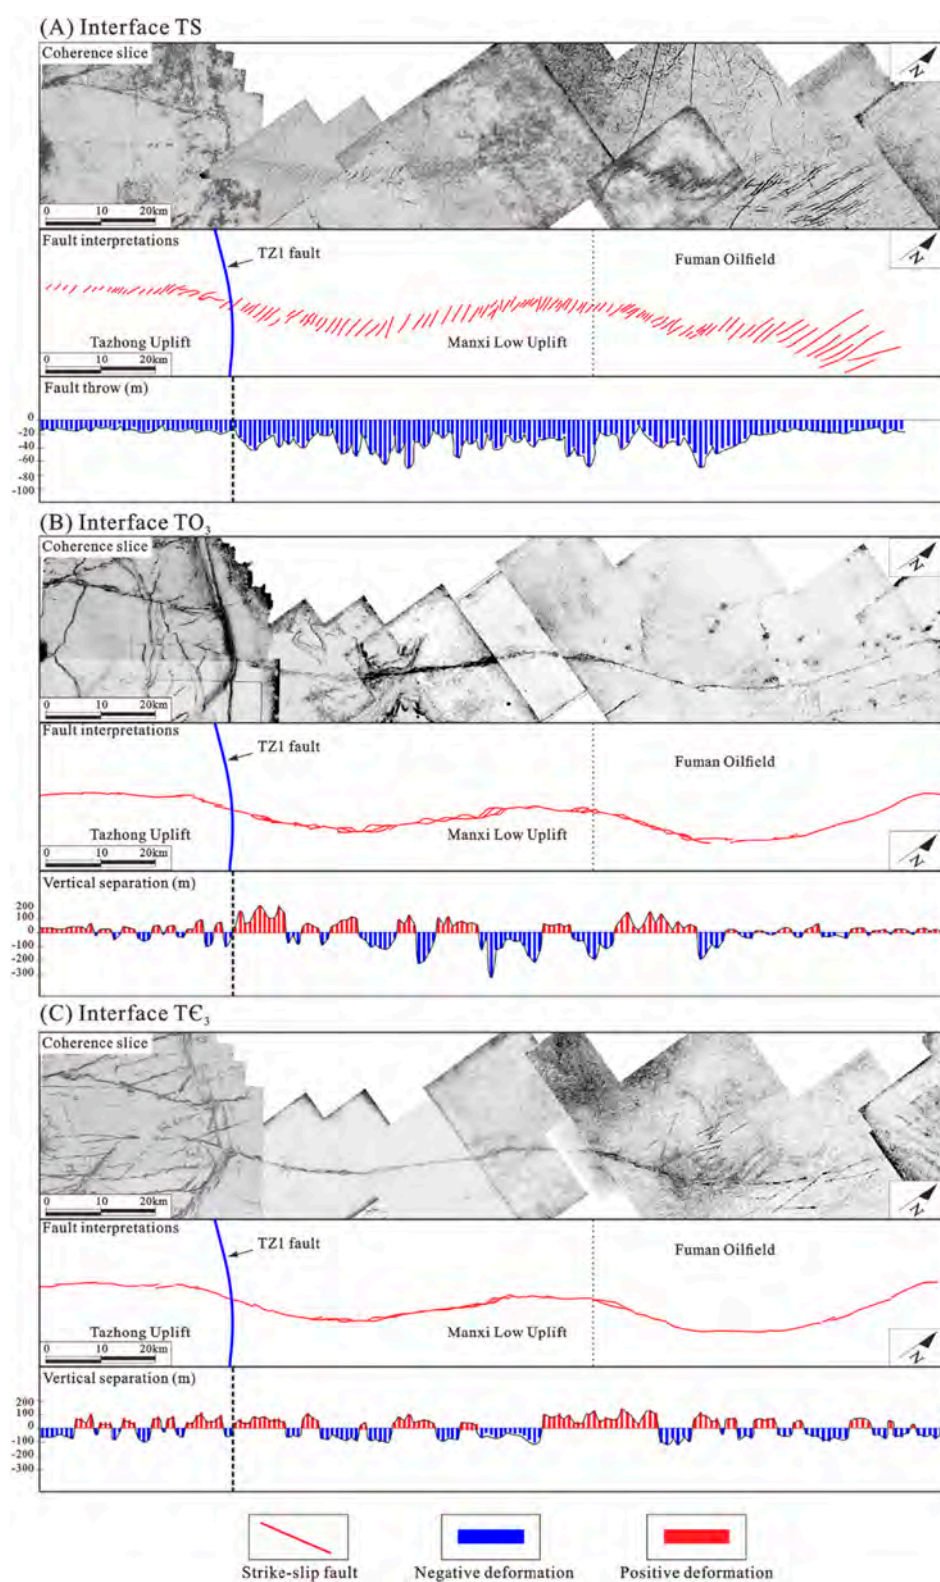 (A) Interface TS
Coherence slice
N
0 10 20km
Fault interpretations
N
TZ1 fault
Fuman Oilfield
Tazhong Uplift
Manxi Low Uplift
0 10 20km
Fault throw (m)
0
-20
-40
-60
-80
-100
(B) Interface TO₃
Coherence slice
N
0 10 20km
Fault interpretations
TZ1 fault
Fuman Oilfield
Tazhong Uplift
Manxi Low Uplift
N
0 10 20km
Vertical separation (m)
200
100
0
-100
-200
-300
(C) Interface TЄ₃
Coherence slice
N
0 10 20km
Fault interpretations
TZ1 fault
Fuman Oilfield
Tazhong Uplift
Manxi Low Uplift
N
0 10 20km
Vertical separation (m)
200
100
0
-100
-200
-300
Strike-slip fault
Negative deformation
Positive deformation